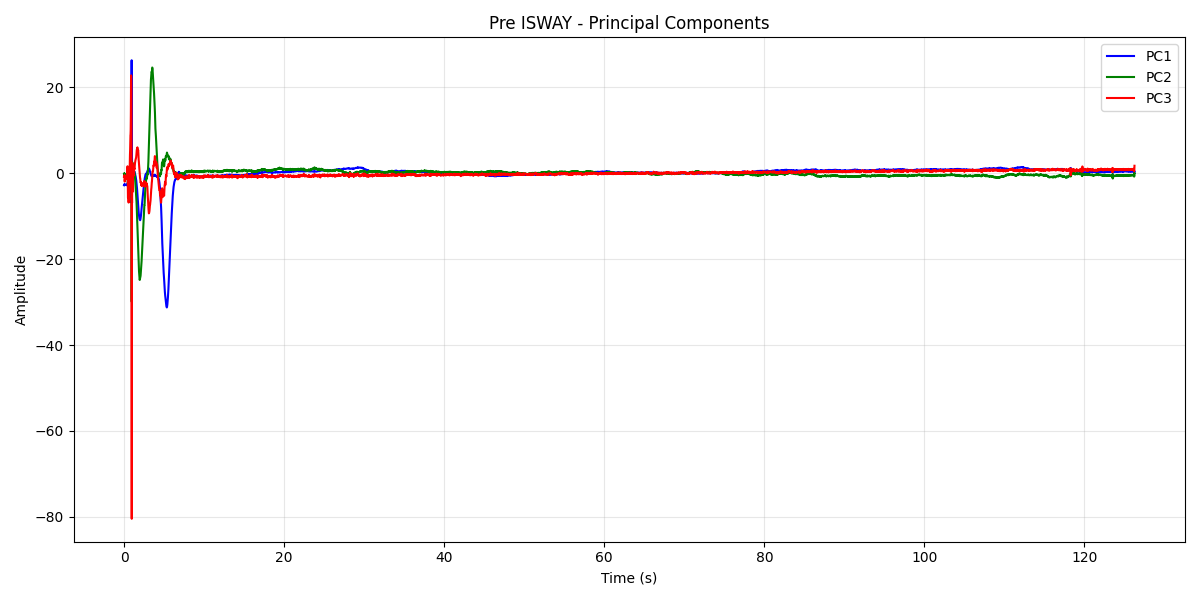 Pre ISWAY - Principal Components
PC1
PC2
PC3
Amplitude
20
0
−20
−40
−60
−80
0 20 40 60 80 100 120
Time (s)